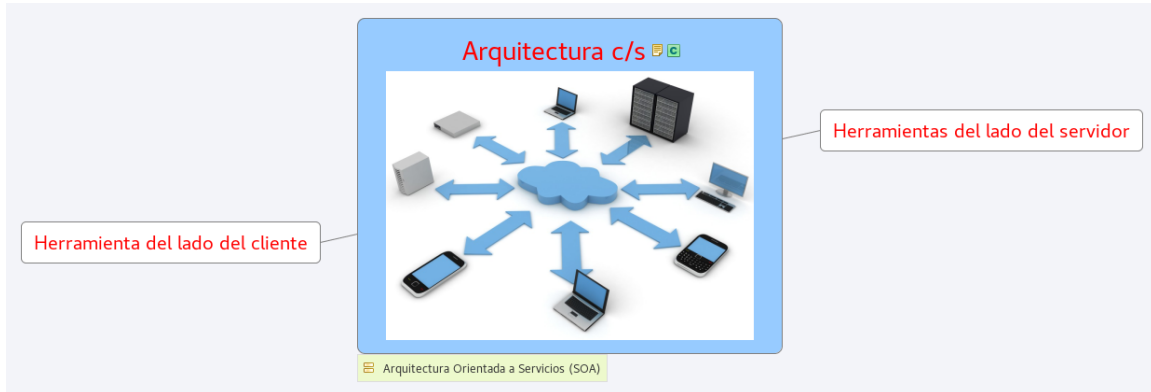 Arquitectura c/s
Herramientas del lado del servidor
Herramienta del lado del cliente
Arquitectura Orientada a Servicios (SOA)